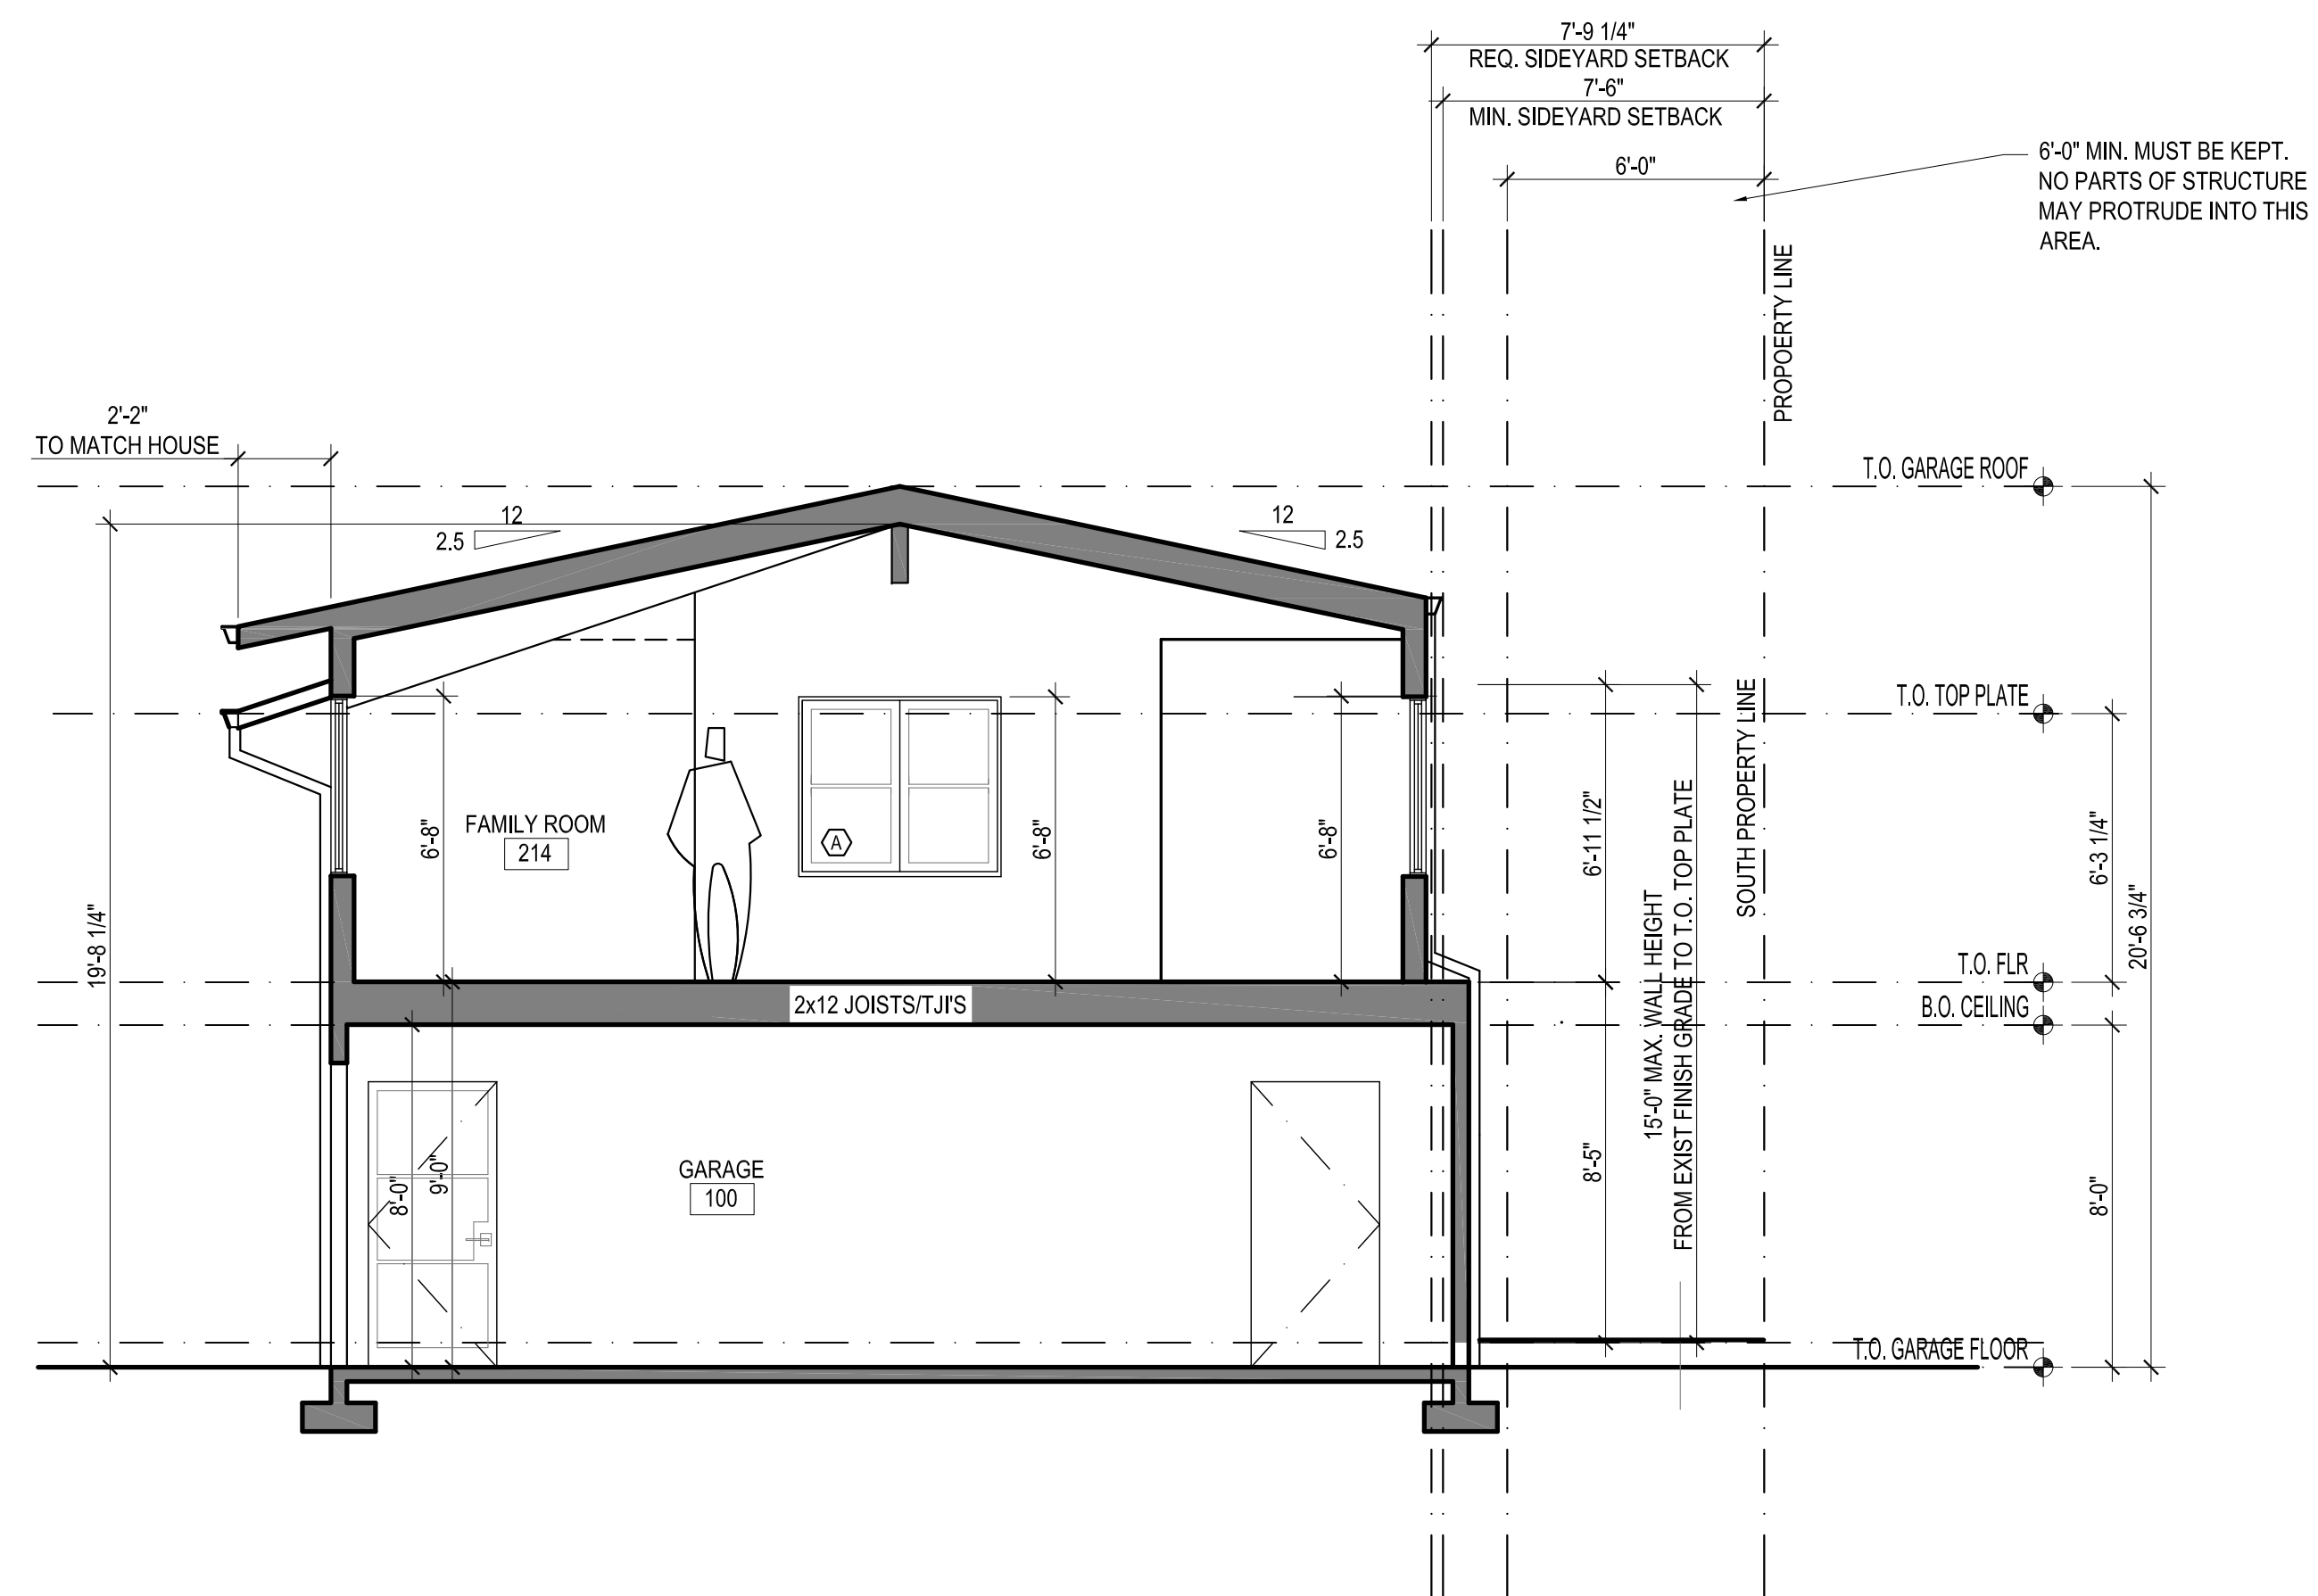 7'-9 1/4"
REQ. SIDEYARD SETBACK
7'-6"
MIN. SIDEYARD SETBACK
6'-0"
6'-0" MIN. MUST BE KEPT.
NO PARTS OF STRUCTURE
MAY PROTRUDE INTO THIS
AREA.
PROPOERTY LINE
2'-2"
TO MATCH HOUSE
T.O. GARAGE ROOF
12
2.5
12
2.5
T.O. TOP PLATE
SOUTH PROPERTY LINE
6'-8"
FAMILY ROOM
214
A
6'-8"
6'-8"
6'-11 1/2"
15'-0" MAX. WALL HEIGHT
FROM EXIST FINISH GRADE TO T.O. TOP PLATE
6'-3 1/4"
20'-6 3/4"
19'-8 1/4"
T.O. FLR
2x12 JOISTS/TJI'S
B.O. CEILING
8'-0"
9'-0"
GARAGE
100
8'-5"
8'-0"
T.O. GARAGE FLOOR